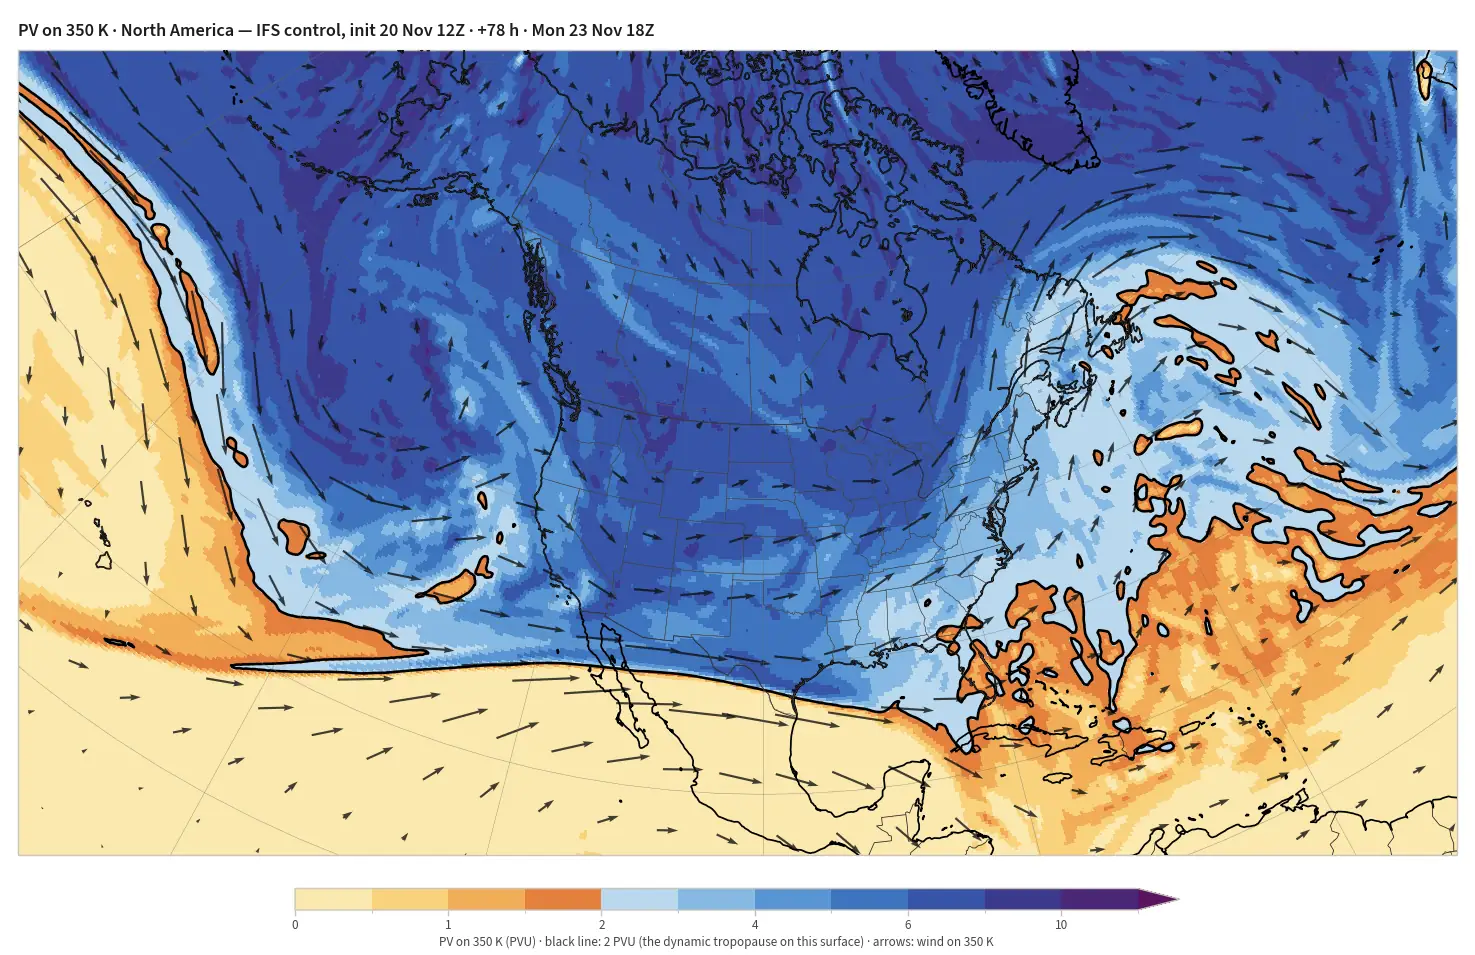 PV on 350 K · North America — IFS control, init 20 Nov 12Z · +78 h · Mon 23 Nov 18Z
0 1 2 4 6 10
PV on 350 K (PVU) · black line: 2 PVU (the dynamic tropopause on this surface) · arrows: wind on 350 K